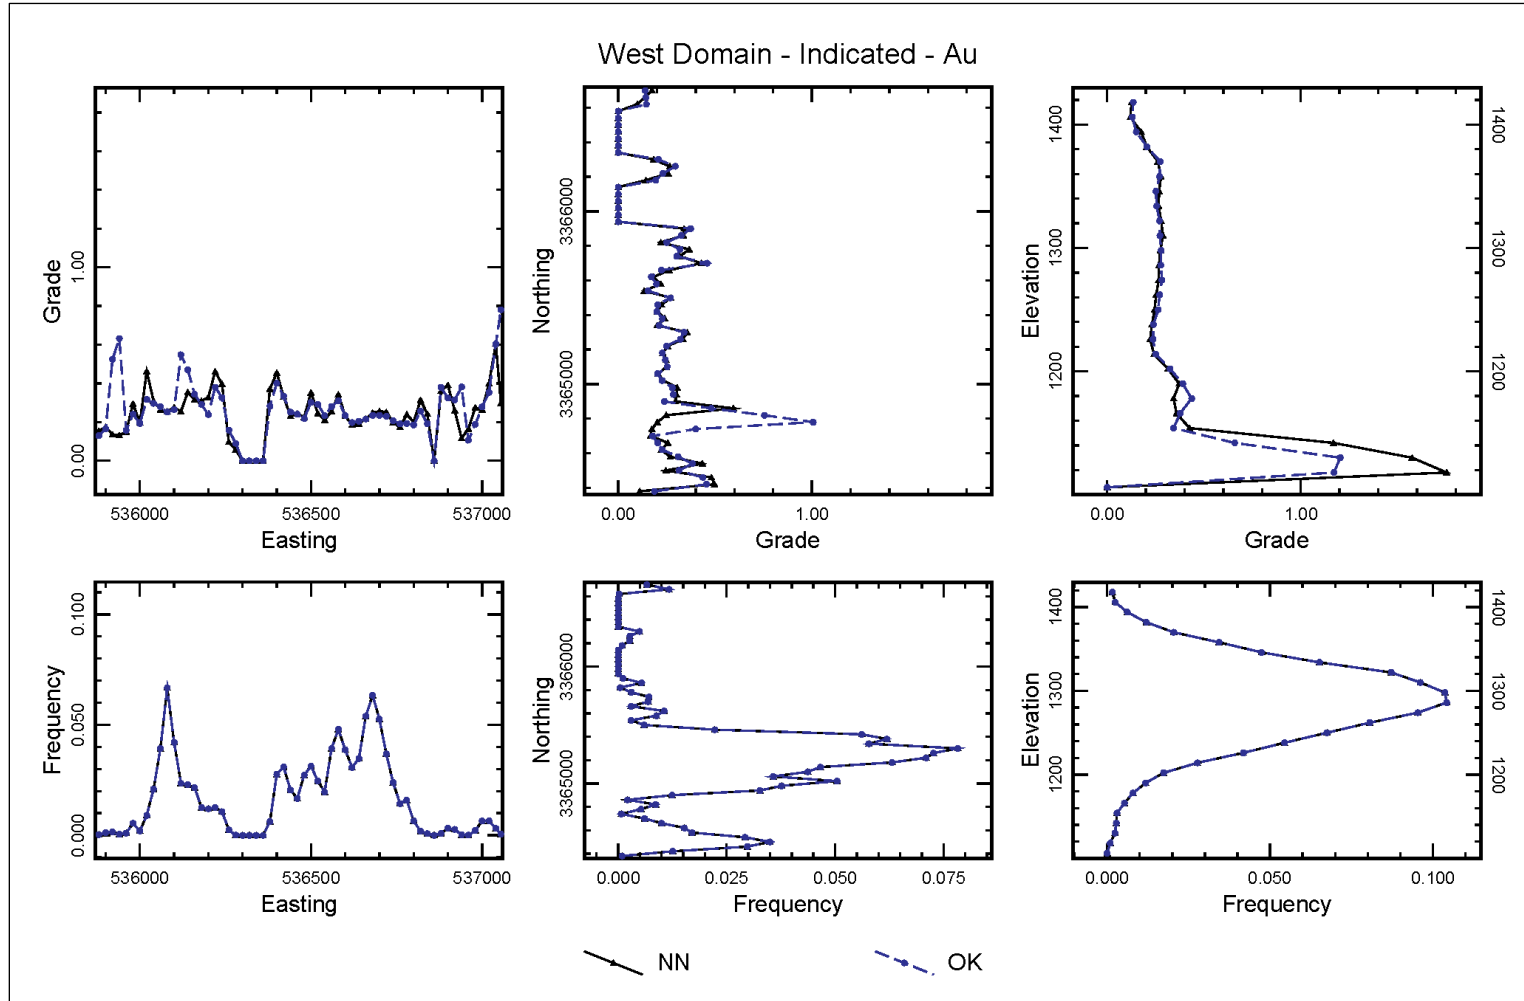 West Domain - Indicated - Au
Grade
1.00
0.00
536000
536500
537000
Easting
Northing
3366000
3365000
0.00
1.00
Grade
Elevation
1400
1300
1200
1400
1300
1200
0.00
1.00
Grade
Frequency
0.100
0.050
0.000
536000
536500
537000
Easting
Northing
3366000
3365000
0.000
0.025
0.050
0.075
Frequency
Elevation
1400
1300
1200
1400
1300
1200
0.000
0.050
0.100
Frequency
NN
OK